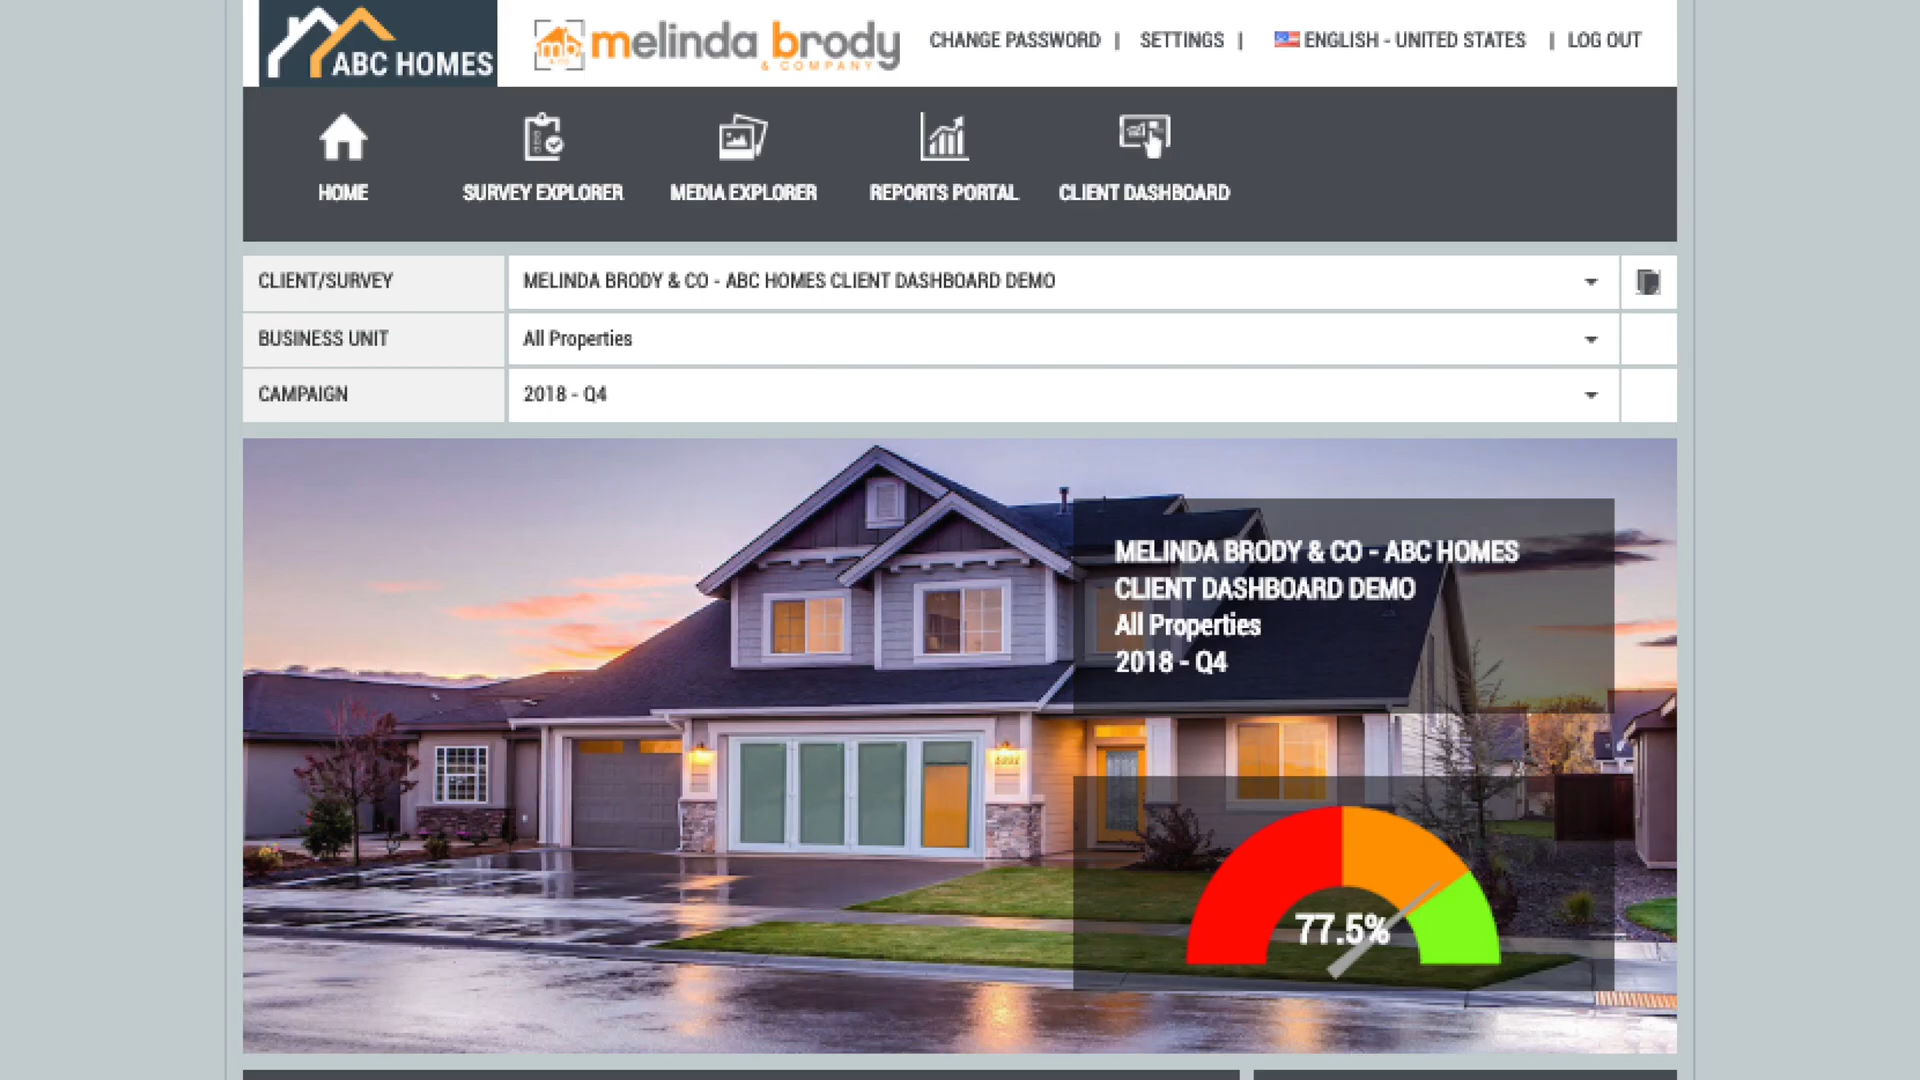 ABC HOMES
mb
melinda brody
& COMPANY
CHANGE PASSWORD | SETTINGS | ENGLISH - UNITED STATES | LOG OUT
HOME
SURVEY EXPLORER
MEDIA EXPLORER
REPORTS PORTAL
CLIENT DASHBOARD
CLIENT/SURVEY
MELINDA BRODY & CO - ABC HOMES CLIENT DASHBOARD DEMO
BUSINESS UNIT
All Properties
CAMPAIGN
2018 - Q4
MELINDA BRODY & CO - ABC HOMES
CLIENT DASHBOARD DEMO
All Properties
2018 - Q4
77.5%